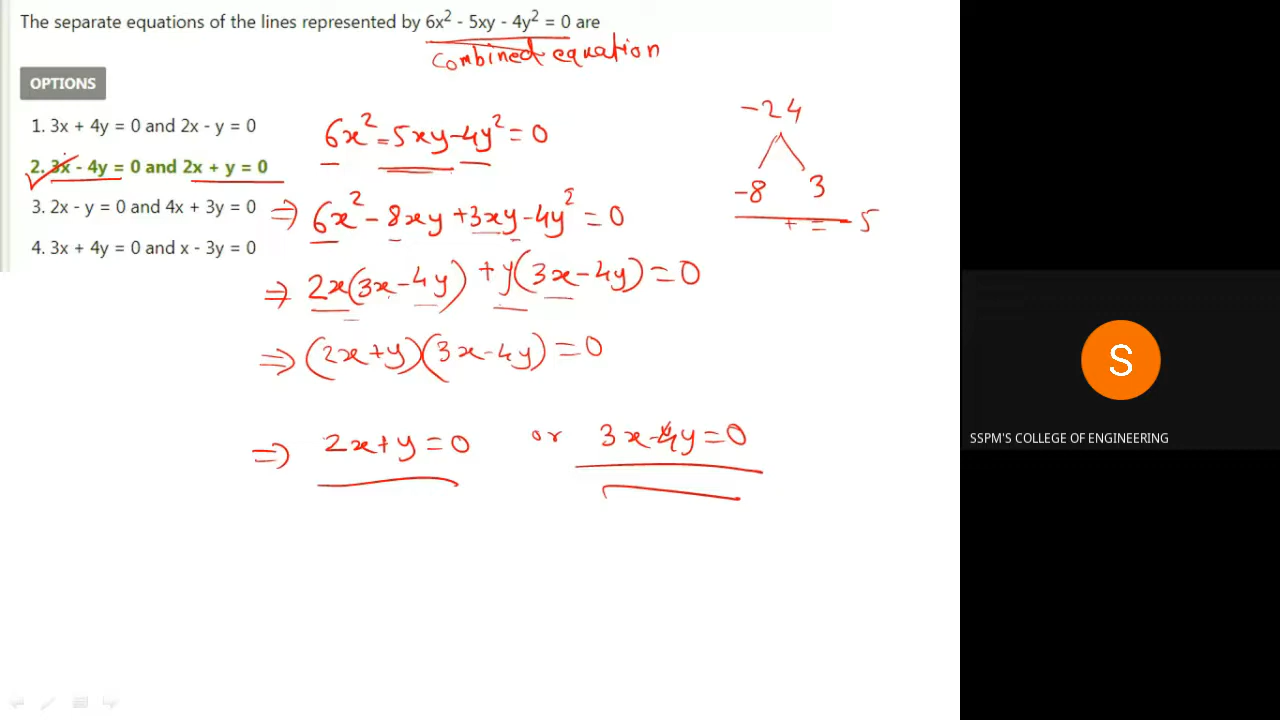 The separate equations of the lines represented by 6x² - 5xy - 4y² = 0 are
combined equation
OPTIONS
1. 3x + 4y = 0 and 2x - y = 0
2. 3x - 4y = 0 and 2x + y = 0
3. 2x - y = 0 and 4x + 3y = 0
4. 3x + 4y = 0 and x - 3y = 0
6x² - 5xy - 4y² = 0
⇒ 6x² - 8xy + 3xy - 4y² = 0
⇒ 2x(3x - 4y) + y(3x - 4y) = 0
⇒ (2x + y)(3x - 4y) = 0
⇒ 2x + y = 0 or 3x - 4y = 0
-24
-8 3
+ = 5
S
SSPM'S COLLEGE OF ENGINEERING